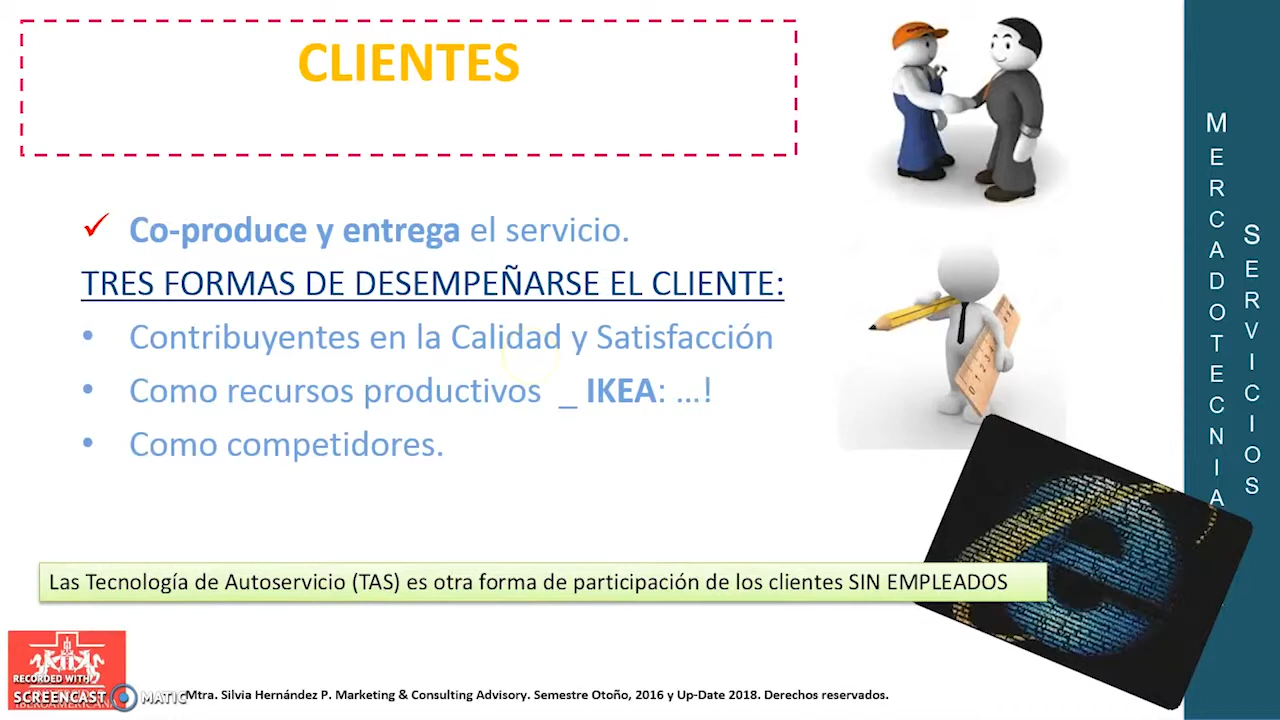 CLIENTES
✓ Co-produce y entrega el servicio.
TRES FORMAS DE DESEMPEÑARSE EL CLIENTE:
• Contribuyentes en la Calidad y Satisfacción
• Como recursos productivos _ IKEA: ...!
• Como competidores.
Las Tecnología de Autoservicio (TAS) es otra forma de participación de los clientes SIN EMPLEADOS
MERCADOTECNIA
SERVICIOS
RECORDED WITH
SCREENCAST MATIC
Mtra. Silvia Hernández P. Marketing & Consulting Advisory. Semestre Otoño, 2016 y Up-Date 2018. Derechos reservados.